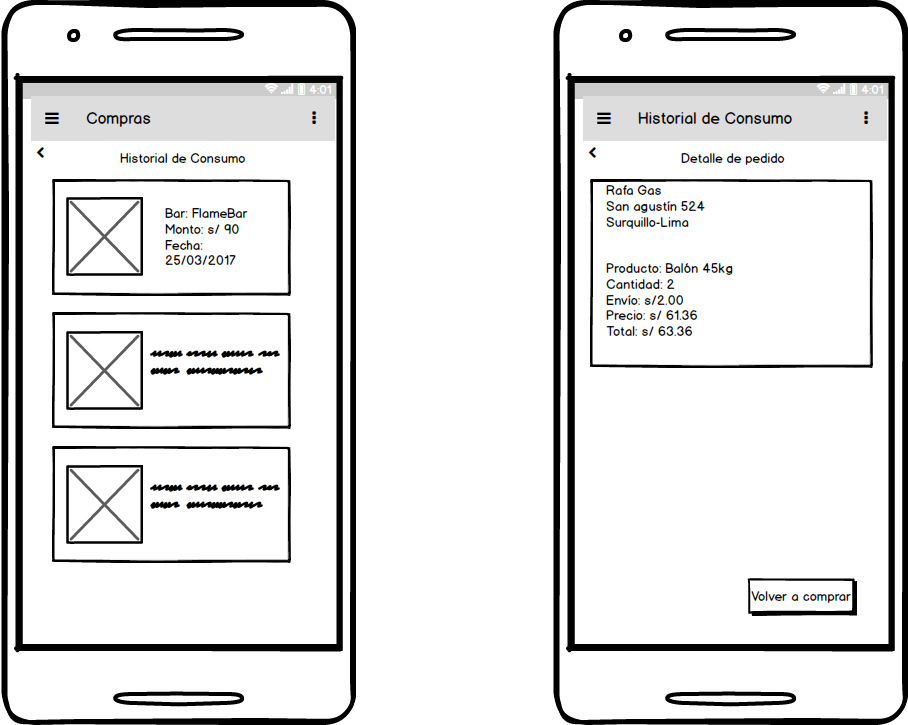 4:01
Compras
Historial de Consumo
Bar: FlameBar
Monto: s/ 90
Fecha:
25/03/2017
4:01
Historial de Consumo
Detalle de pedido
Rafa Gas
San agustín 524
Surquillo-Lima
Producto: Balón 45kg
Cantidad: 2
Envío: s/2.00
Precio: s/ 61.36
Total: s/ 63.36
Volver a comprar